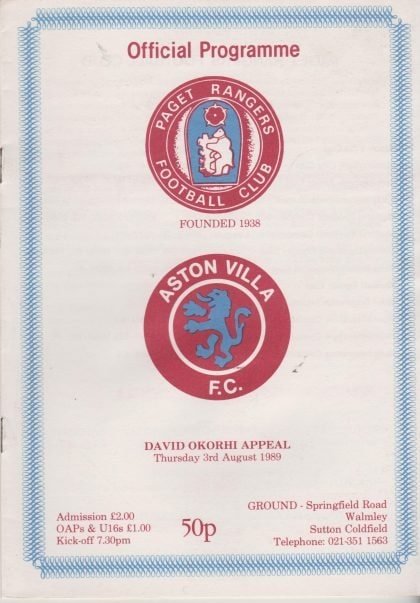 Official Programme
PAGET RANGERS
FOOTBALL CLUB
FOUNDED 1938
ASTON VILLA
F.C.
DAVID OKORHI APPEAL
Thursday 3rd August 1989
Admission £2.00
OAPs & U16s £1.00
Kick-off 7.30pm
50p
GROUND - Springfield Road
Walmley
Sutton Coldfield
Telephone: 021-351 1563